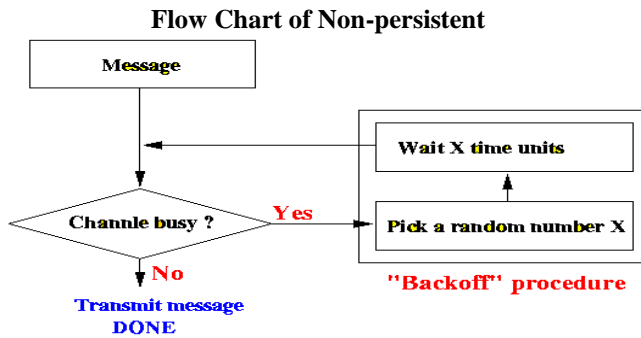 Flow Chart of Non-persistent
Message
Wait X time units
Channle busy ?
Yes
Pick a random number X
No
"Backoff" procedure
Transmit message
DONE